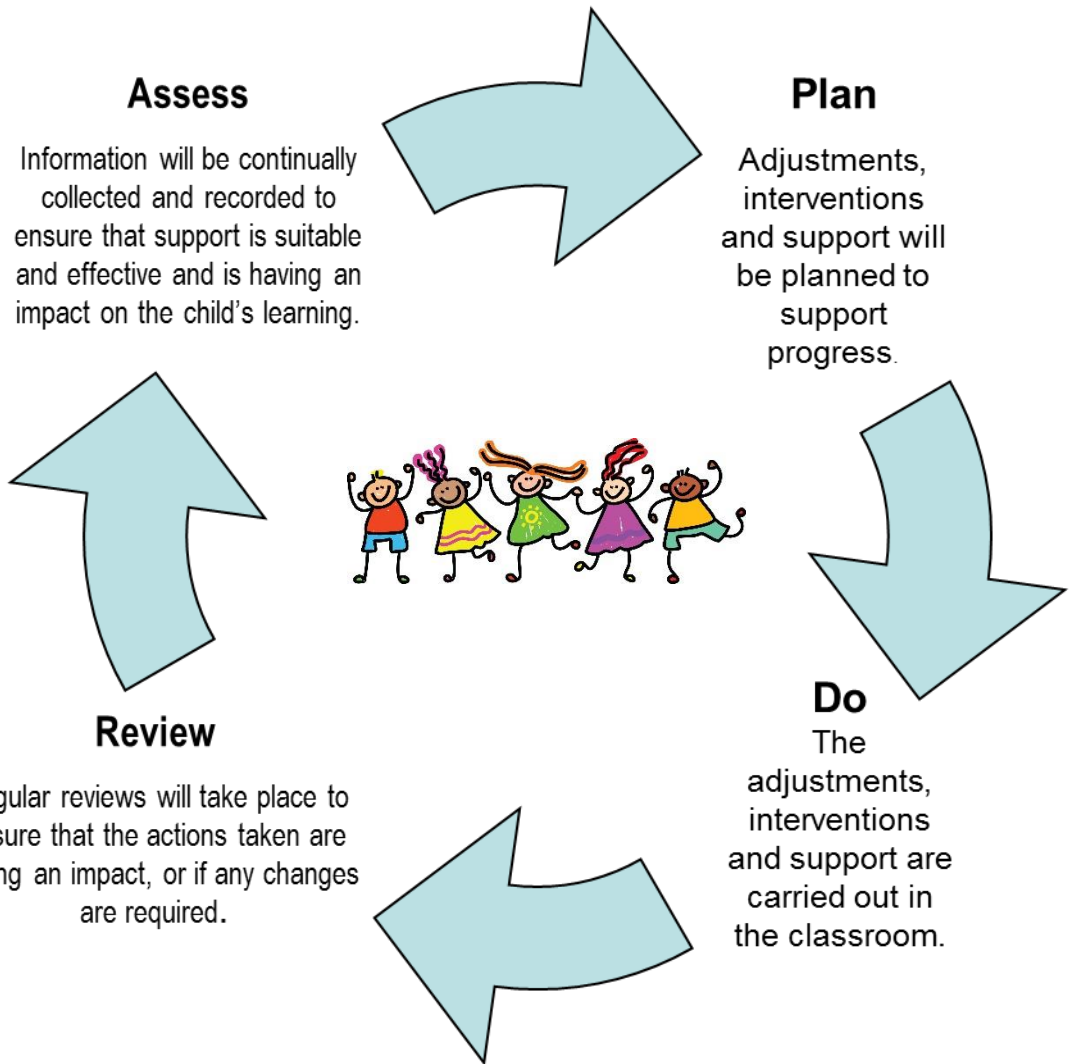 Assess
Information will be continually
collected and recorded to
ensure that support is suitable
and effective and is having an
impact on the child's learning.
Plan
Adjustments,
interventions
and support will
be planned to
support
progress.
Do
The
adjustments,
interventions
and support are
carried out in
the classroom.
Review
gular reviews will take place to
sure that the actions taken are
ng an impact, or if any changes
are required.